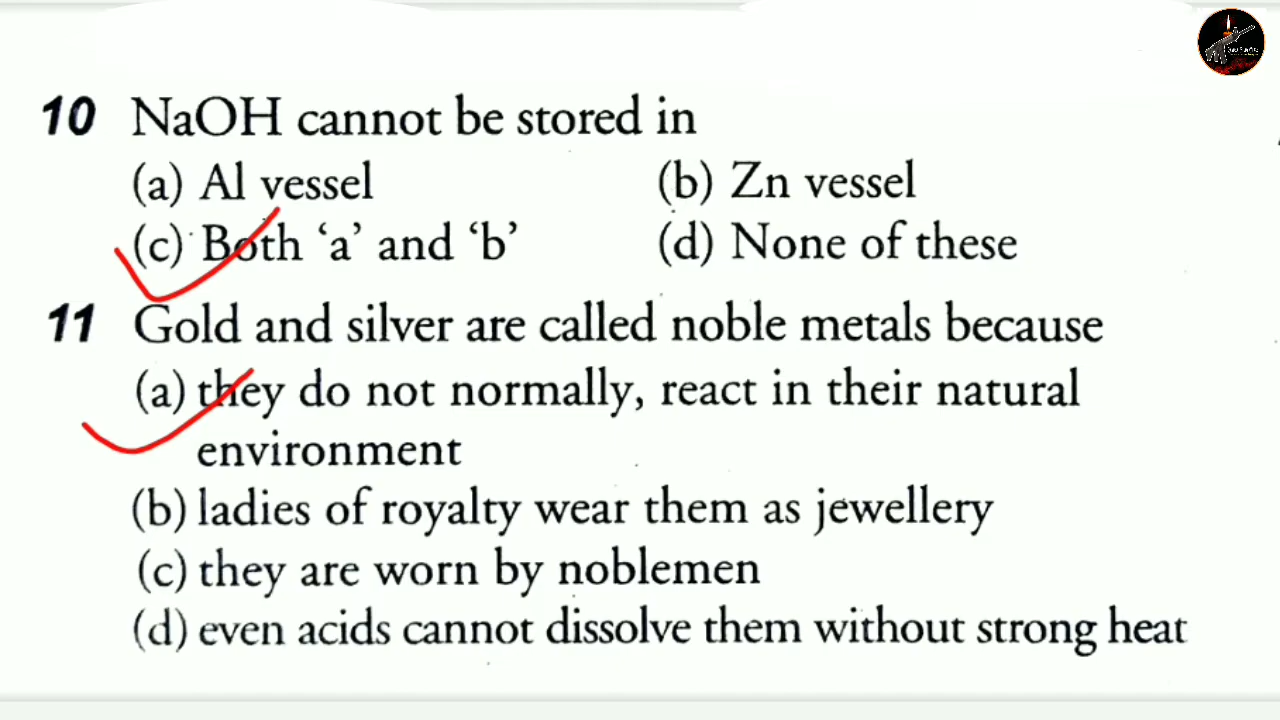 10 NaOH cannot be stored in
(a) Al vessel (b) Zn vessel
(c) Both ‘a’ and ‘b’ (d) None of these
11 Gold and silver are called noble metals because
(a) they do not normally, react in their natural
environment
(b) ladies of royalty wear them as jewellery
(c) they are worn by noblemen
(d) even acids cannot dissolve them without strong heat